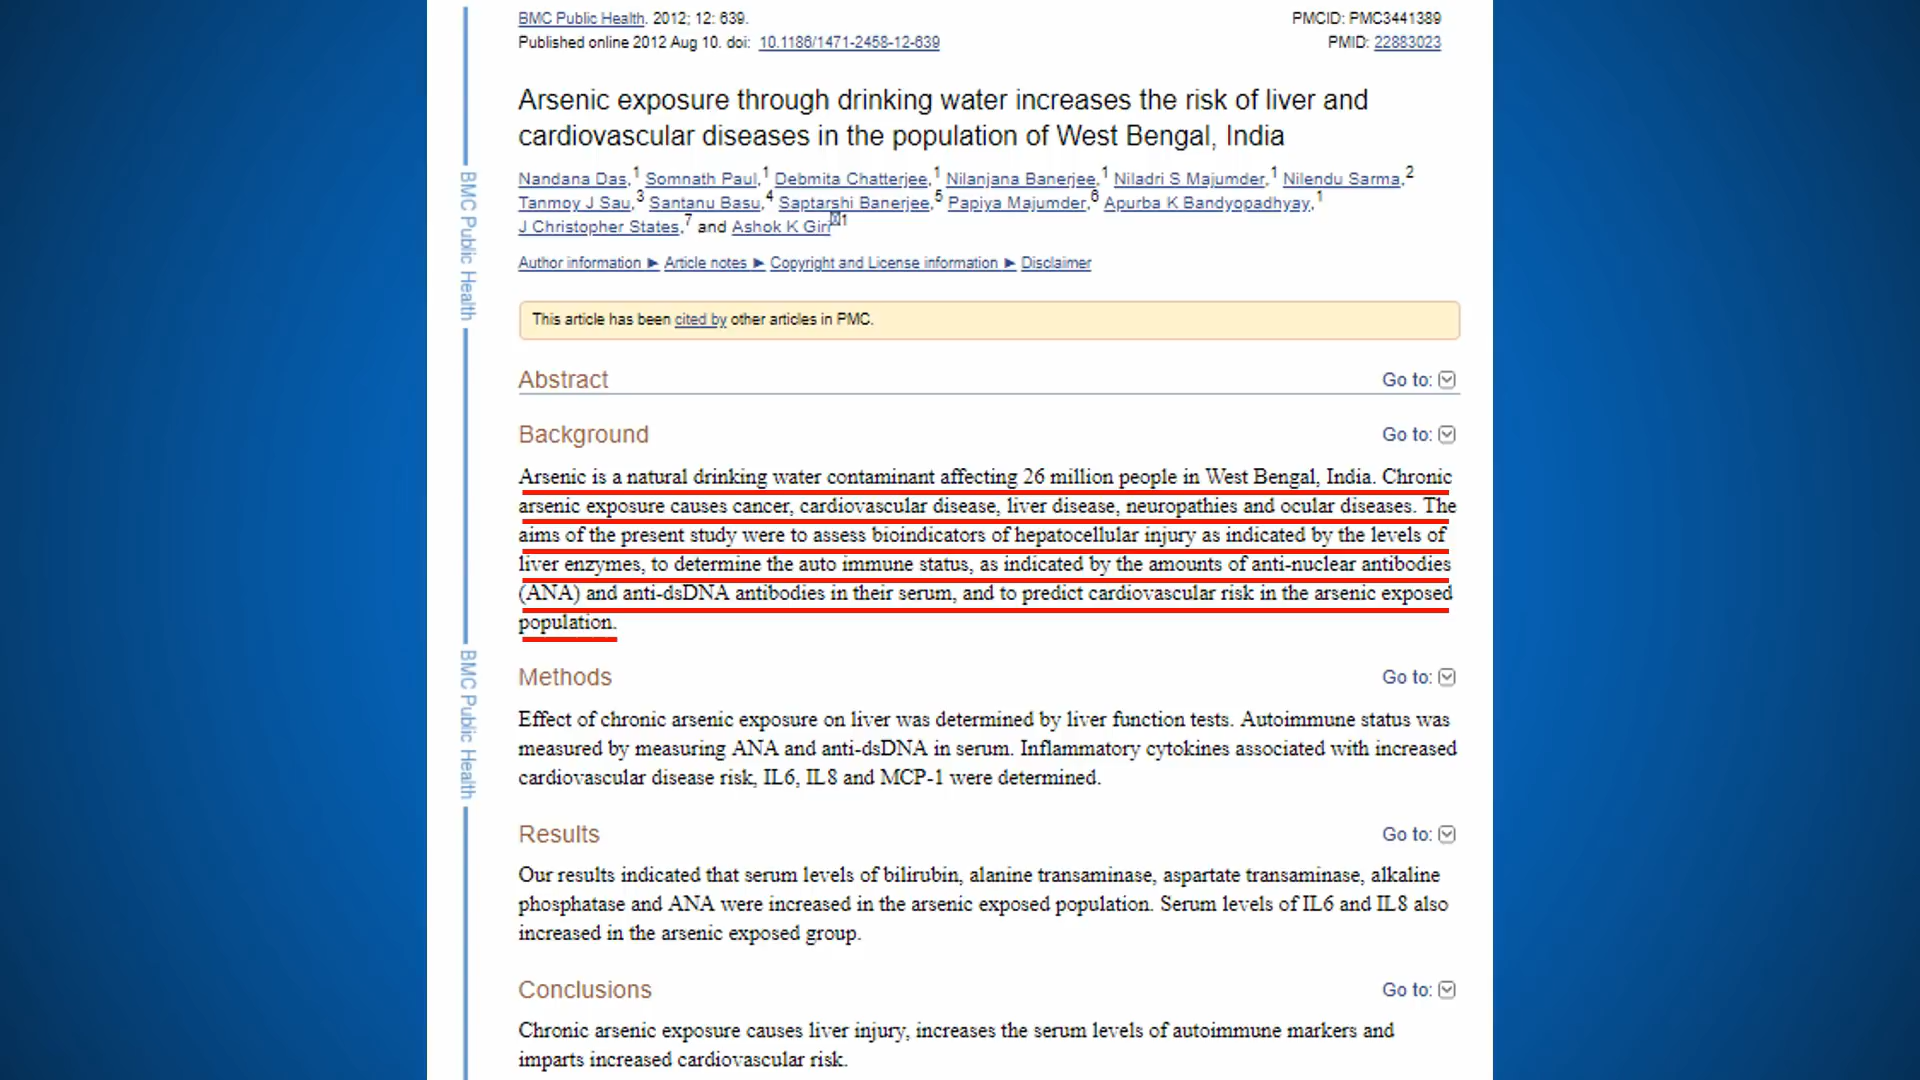 BMC Public Health. 2012; 12: 639.
PMCID: PMC3441389
Published online 2012 Aug 10. doi: 10.1186/1471-2458-12-639
PMID: 22883023
Arsenic exposure through drinking water increases the risk of liver and
cardiovascular diseases in the population of West Bengal, India
Nandana Das,1 Somnath Paul,1 Debmita Chatterjee,1 Nilanjana Banerjee,1 Niladri S Majumder,1 Nilendu Sarma,2
Tanmoy J Sau,3 Santanu Basu,4 Saptarshi Banerjee,5 Papiya Majumder,6 Apurba K Bandyopadhyay,1
J Christopher States,7 and Ashok K Giri1
Author information ► Article notes ► Copyright and License information ► Disclaimer
This article has been cited by other articles in PMC.
Abstract
Go to:
Background
Go to:
Arsenic is a natural drinking water contaminant affecting 26 million people in West Bengal, India. Chronic
arsenic exposure causes cancer, cardiovascular disease, liver disease, neuropathies and ocular diseases. The
aims of the present study were to assess bioindicators of hepatocellular injury as indicated by the levels of
liver enzymes, to determine the auto immune status, as indicated by the amounts of anti-nuclear antibodies
(ANA) and anti-dsDNA antibodies in their serum, and to predict cardiovascular risk in the arsenic exposed
population.
Methods
Go to:
Effect of chronic arsenic exposure on liver was determined by liver function tests. Autoimmune status was
measured by measuring ANA and anti-dsDNA in serum. Inflammatory cytokines associated with increased
cardiovascular disease risk, IL6, IL8 and MCP-1 were determined.
Results
Go to:
Our results indicated that serum levels of bilirubin, alanine transaminase, aspartate transaminase, alkaline
phosphatase and ANA were increased in the arsenic exposed population. Serum levels of IL6 and IL8 also
increased in the arsenic exposed group.
Conclusions
Go to:
Chronic arsenic exposure causes liver injury, increases the serum levels of autoimmune markers and
imparts increased cardiovascular risk.
BMC Public Health
BMC Public Health